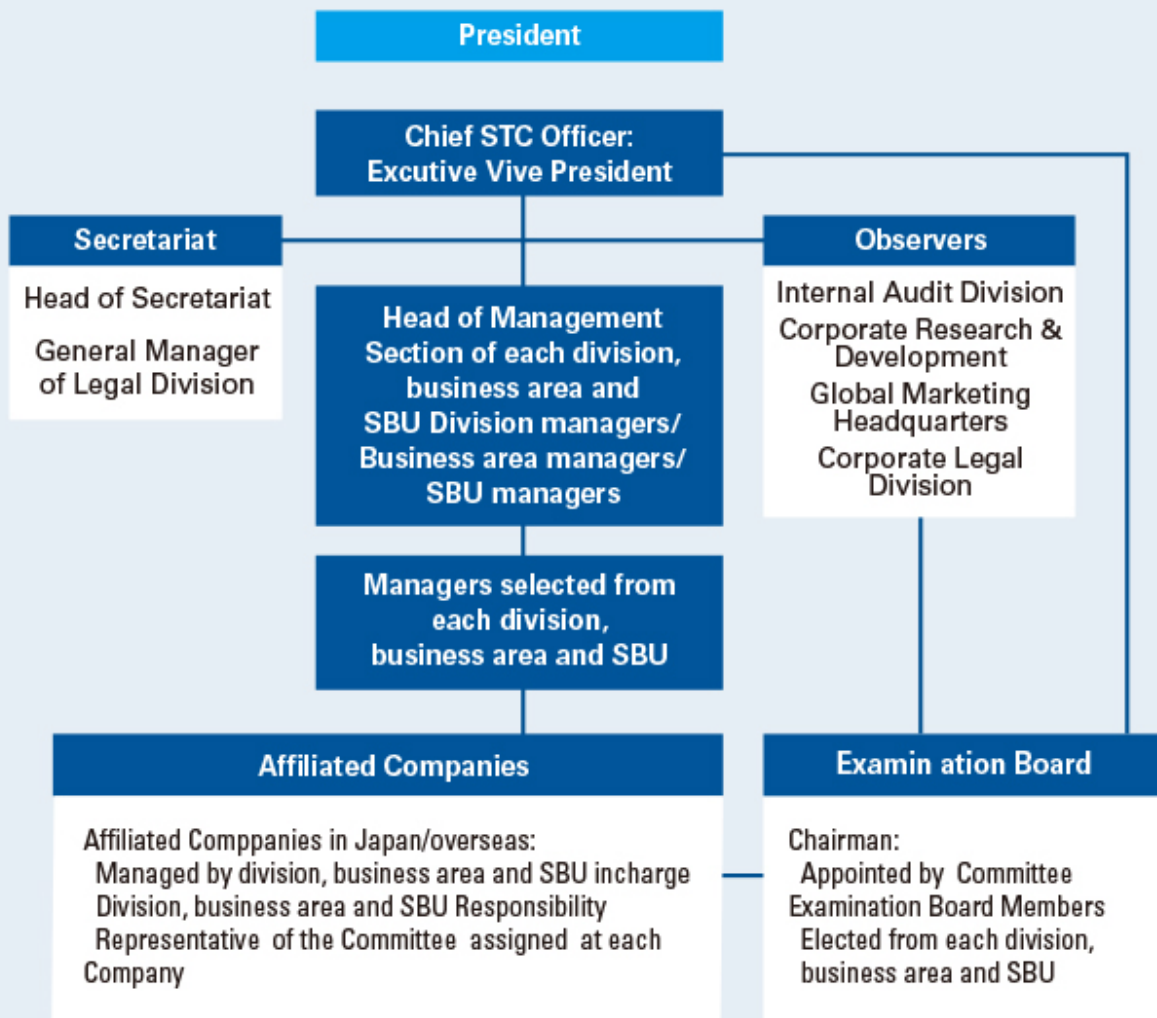 President
Chief STC Officer:
Excutive Vive President
Secretariat
Head of Secretariat
General Manager
of Legal Division
Observers
Internal Audit Division
Corporate Research &
Development
Global Marketing
Headquarters
Corporate Legal
Division
Head of Management
Section of each division,
business area and
SBU Division managers/
Business area managers/
SBU managers
Managers selected from
each division,
business area and SBU
Affiliated Companies
Affiliated Comppanies in Japan/overseas:
Managed by division, business area and SBU incharge
Division, business area and SBU Responsibility
Representative of the Committee assigned at each
Company
Examin ation Board
Chairman:
Appointed by Committee
Examination Board Members
Elected from each division,
business area and SBU